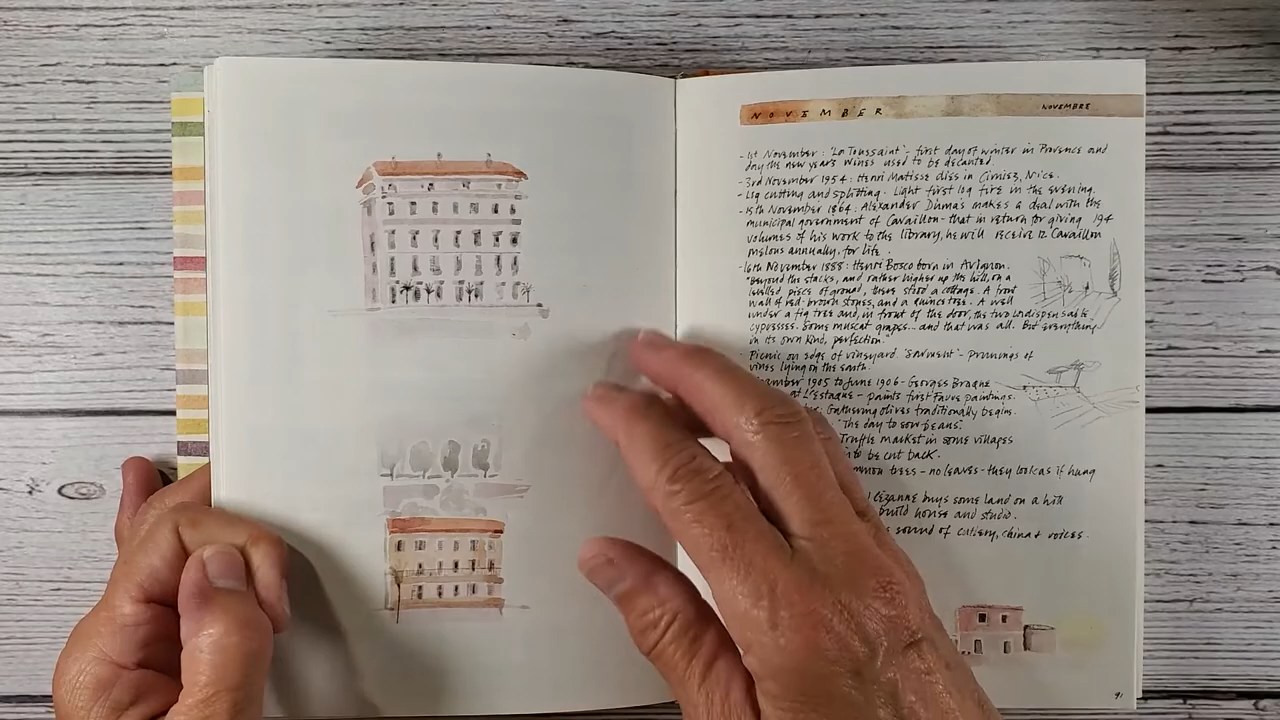 NOVEMBER NOVEMBRE
- 1st November: 'La Toussaint' - first day of winter in Provence and
day the new year's wines used to be decanted.
- 3rd November 1954: Henri Matisse dies in Cimiez, Nice.
- Log cutting and splitting. Light first log fire in the evening.
- 15th November 1864. Alexander Dumas makes a deal with the
municipal government of Cavaillon - that in return for giving 194
volumes of his work to the library, he will receive 12 Cavaillon
melons annually, for life.
- 16th November 1888: Henri Bosco born in Avignon.
"Beyond the stacks, and rather higher up the hill, on a
levelled piece of ground, there stood a cottage. A front
wall of red-brown stones, and a quince tree. A well
under a fig tree and, in front of the door, the two indispensable
cypresses. Some muscat grapes... and that was all. But everything
in its own kind, perfection."
- Picnic on edge of vineyard. 'Sarment' - prunings of
vines lying on the earth.
1905 to June 1906 - Georges Braque
at L'Estaque - paints first Fauve paintings.
Gathering olives traditionally begins.
'The day to sow beans'.
Truffle market in some villages
to be cut back.
trees - no leaves - they look as if hung
Cézanne buys some land on a hill
build house and studio.
sound of cutlery, china & voices.
91